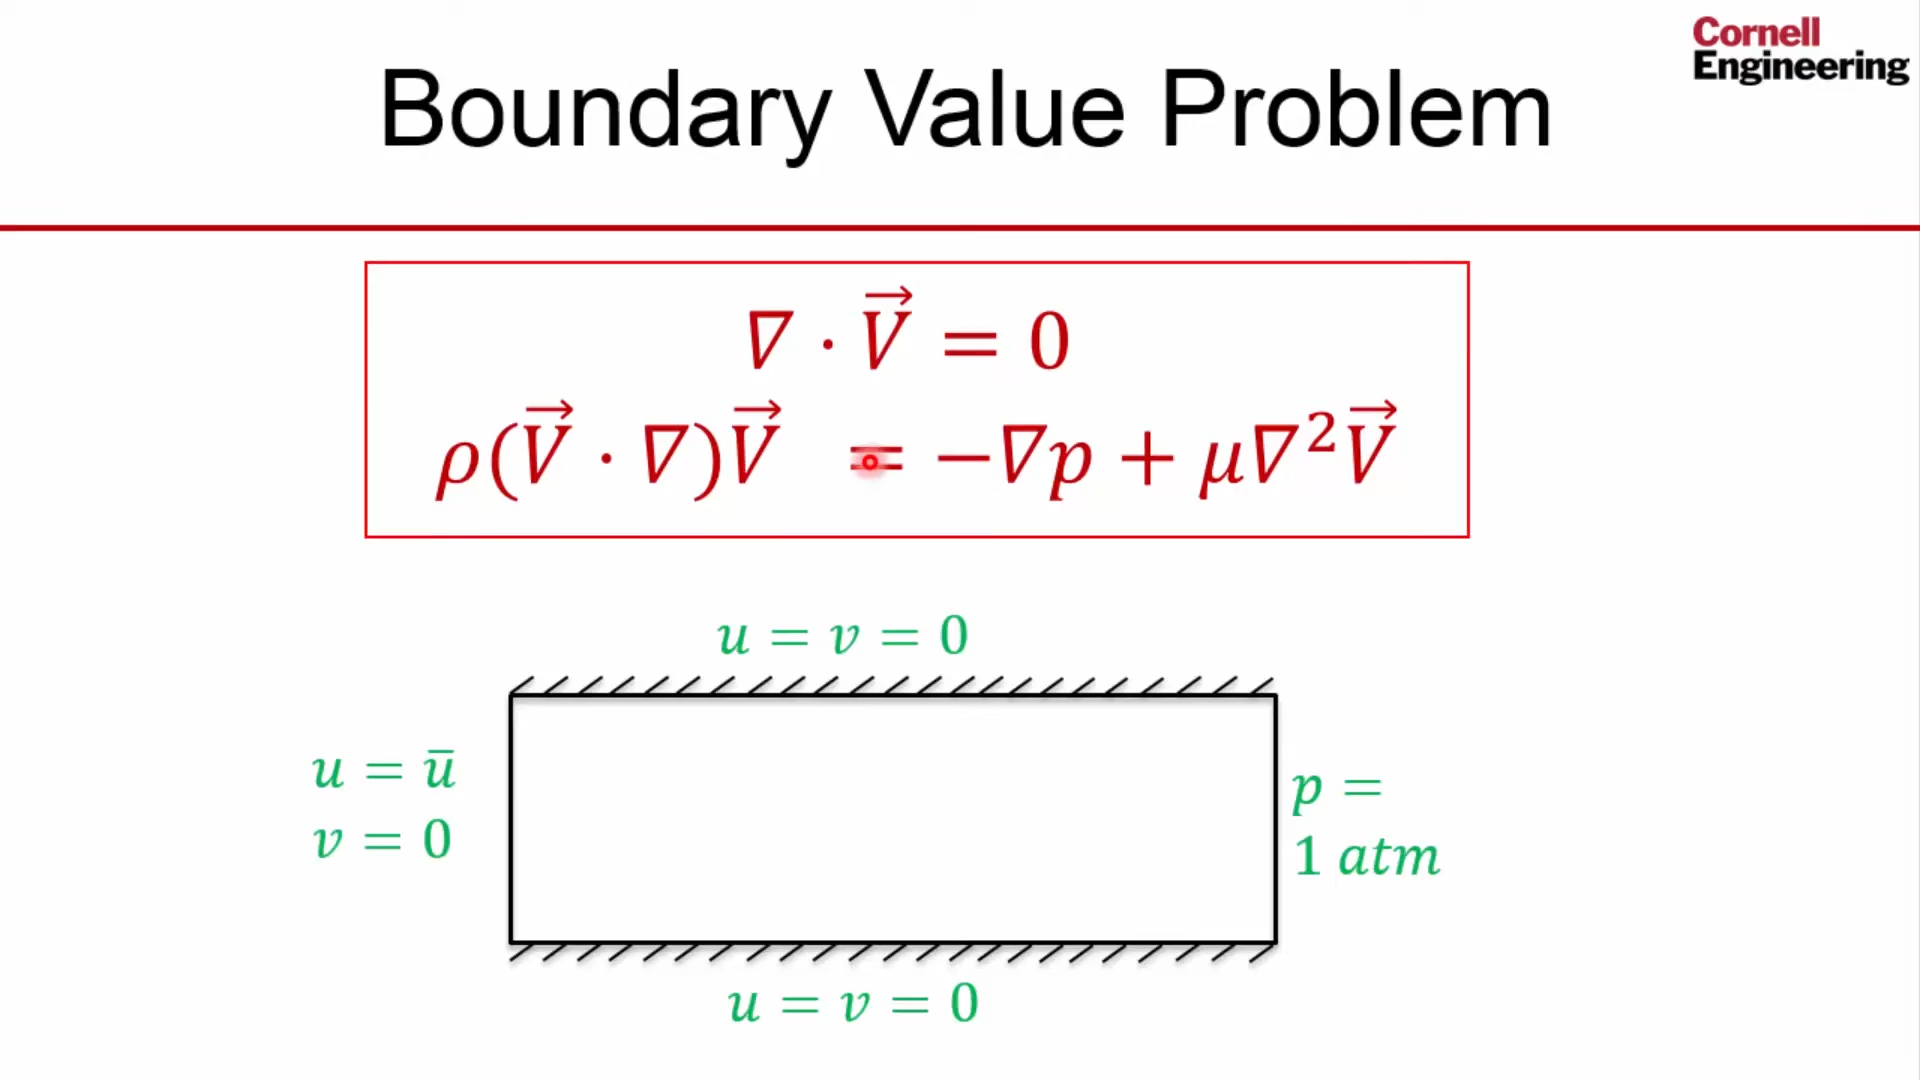 Cornell
Engineering
Boundary Value Problem
∇ · V⃗ = 0
ρ(V⃗ · ∇)V⃗ = −∇p + μ∇²V⃗
u = v = 0
u = u̅
v = 0
p =
1 atm
u = v = 0